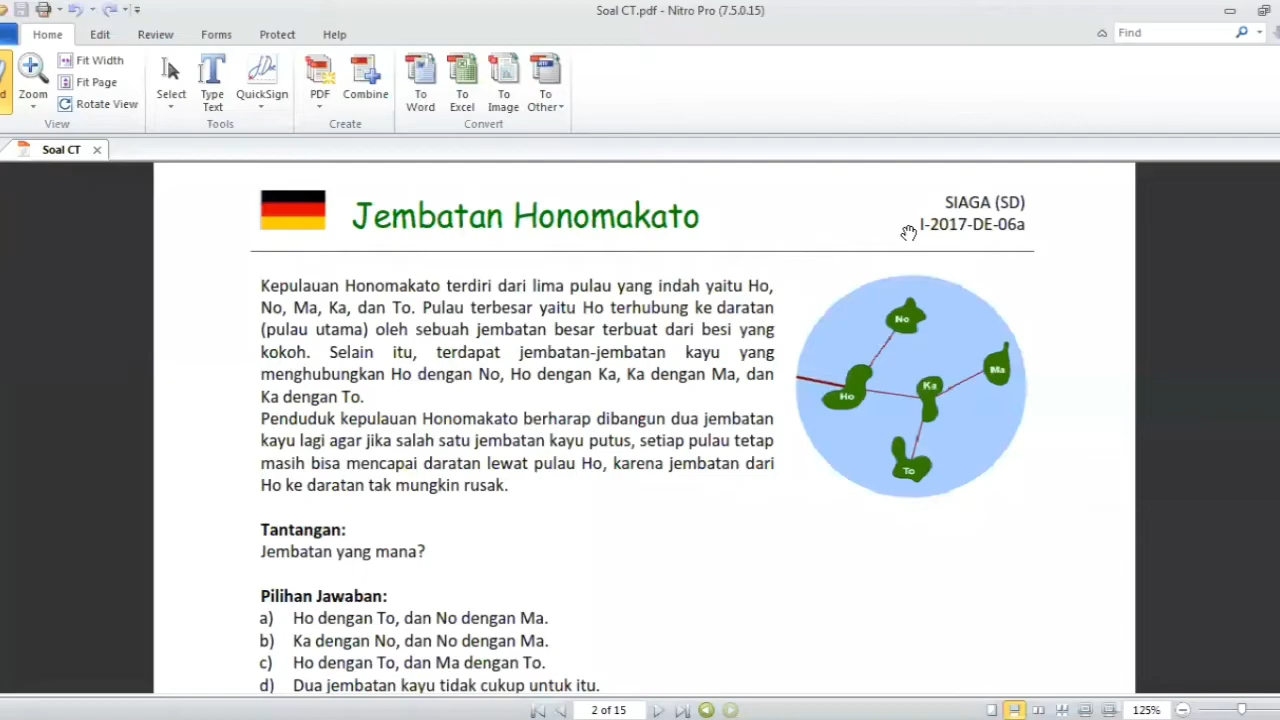 Soal CT.pdf - Nitro Pro (7.5.0.15)
Home Edit Review Forms Protect Help
Find
Zoom
Fit Width
Fit Page
Rotate View
View
Select
Type Text
QuickSign
Tools
PDF
Combine
Create
To Word
To Excel
To Image
To Other
Convert
Soal CT
Jembatan Honomakato
SIAGA (SD)
I-2017-DE-06a
Kepulauan Honomakato terdiri dari lima pulau yang indah yaitu Ho,
No, Ma, Ka, dan To. Pulau terbesar yaitu Ho terhubung ke daratan
(pulau utama) oleh sebuah jembatan besar terbuat dari besi yang
kokoh. Selain itu, terdapat jembatan-jembatan kayu yang
menghubungkan Ho dengan No, Ho dengan Ka, Ka dengan Ma, dan
Ka dengan To.
Penduduk kepulauan Honomakato berharap dibangun dua jembatan
kayu lagi agar jika salah satu jembatan kayu putus, setiap pulau tetap
masih bisa mencapai daratan lewat pulau Ho, karena jembatan dari
Ho ke daratan tak mungkin rusak.
No
Ma
Ka
Ho
To
Tantangan:
Jembatan yang mana?
Pilihan Jawaban:
a) Ho dengan To, dan No dengan Ma.
b) Ka dengan No, dan No dengan Ma.
c) Ho dengan To, dan Ma dengan To.
d) Dua jembatan kayu tidak cukup untuk itu.
2 of 15
125%